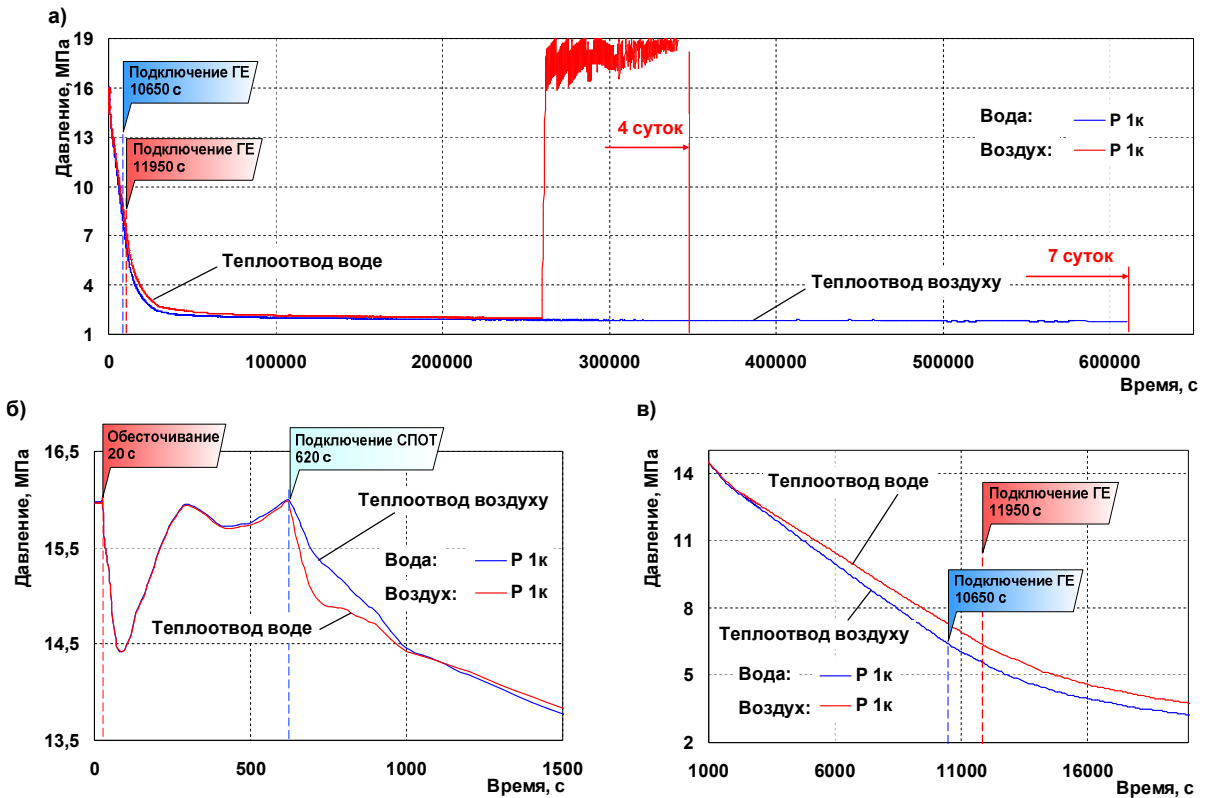 а)
Давление, МПа
19
16
13
10
7
4
1
Подключение ГЕ
10650 с
Подключение ГЕ
11950 с
Теплоотвод воде
4 суток
Вода: Р 1к
Воздух: Р 1к
7 суток
Теплоотвод воздуху
0 100000 200000 300000 400000 500000 600000
Время, с
б)
Давление, МПа
16,5
15,5
14,5
13,5
Обесточивание
20 с
Подключение СПОТ
620 с
Теплоотвод воздуху
Вода: Р 1к
Воздух: Р 1к
Теплоотвод воде
0 500 1000 1500
Время, с
в)
Давление, МПа
14
11
8
5
2
Теплоотвод воде
Подключение ГЕ
11950 с
Подключение ГЕ
10650 с
Теплоотвод воздуху
Вода: Р 1к
Воздух: Р 1к
1000 6000 11000 16000
Время, с